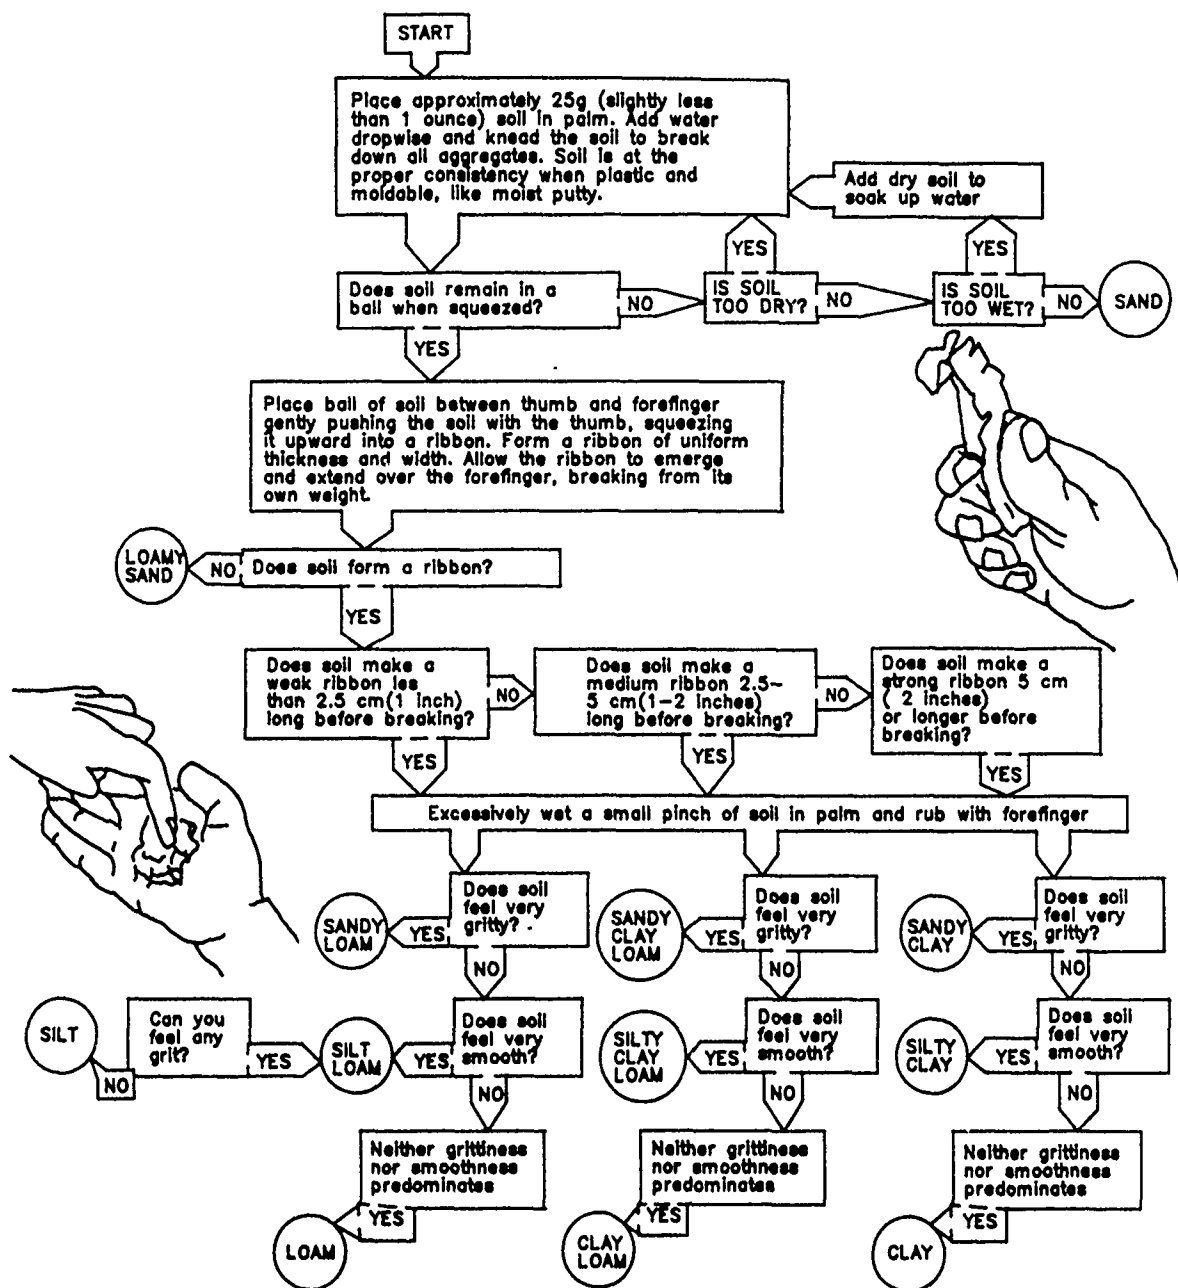 START
Place approximately 25g (slightly less
than 1 ounce) soil in palm. Add water
dropwise and knead the soil to break
down all aggregates. Soil is at the
proper consistency when plastic and
moldable, like moist putty.
Add dry soil to
soak up water
YES
YES
Does soil remain in a
ball when squeezed?
NO
IS SOIL
TOO DRY?
NO
IS SOIL
TOO WET?
NO
SAND
YES
Place ball of soil between thumb and forefinger
gently pushing the soil with the thumb, squeezing
it upward into a ribbon. Form a ribbon of uniform
thickness and width. Allow the ribbon to emerge
and extend over the forefinger, breaking from its
own weight.
LOAMY
SAND
NO
Does soil form a ribbon?
YES
Does soil make a
weak ribbon les
than 2.5 cm(1 inch)
long before breaking?
NO
Does soil make a
medium ribbon 2.5-
5 cm(1-2 inches)
long before breaking?
NO
Does soil make a
strong ribbon 5 cm
( 2 inches)
or longer before
breaking?
YES
YES
YES
Excessively wet a small pinch of soil in palm and rub with forefinger
SANDY
LOAM
YES
Does soil
feel very
gritty?
SANDY
CLAY
LOAM
YES
Does soil
feel very
gritty?
SANDY
CLAY
YES
Does soil
feel very
gritty?
NO
NO
NO
SILT
NO
Can you
feel any
grit?
YES
SILT
LOAM
YES
Does soil
feel very
smooth?
SILTY
CLAY
LOAM
YES
Does soil
feel very
smooth?
SILTY
CLAY
YES
Does soil
feel very
smooth?
NO
NO
NO
Neither grittiness
nor smoothness
predominates
Neither grittiness
nor smoothness
predominates
Neither grittiness
nor smoothness
predominates
YES
YES
YES
LOAM
CLAY
LOAM
CLAY